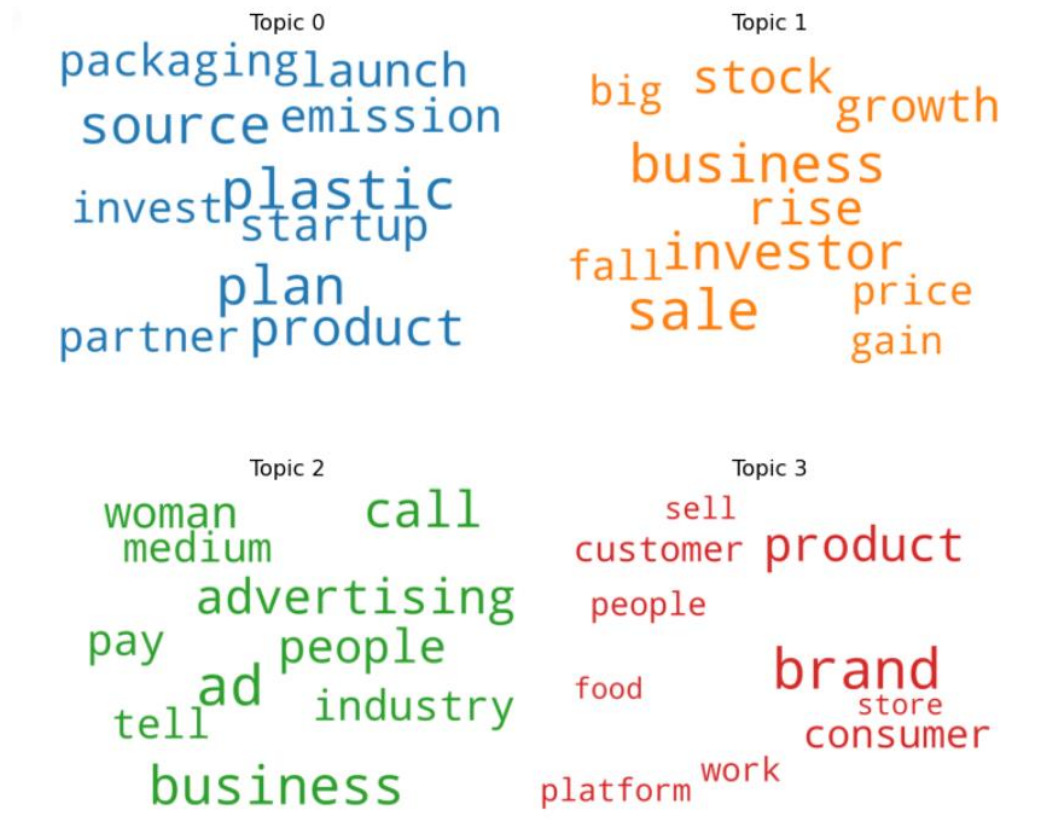 Topic 0
packaging launch
source emission
plastic
invest
startup
plan
partner product
Topic 1
big stock
growth
business
rise
fall investor
sale price
gain
Topic 2
woman call
medium
advertising
pay people
ad
industry
tell
business
Topic 3
sell
customer product
people
brand
food
store
consumer
work
platform